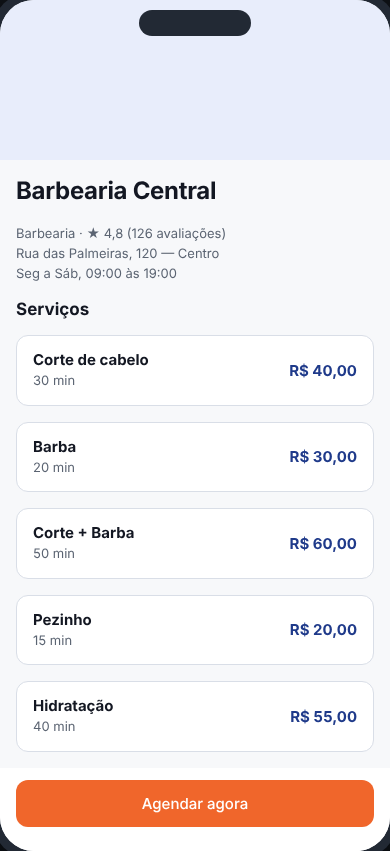 Barbearia Central
Barbearia · ★ 4,8 (126 avaliações)
Rua das Palmeiras, 120 — Centro
Seg a Sáb, 09:00 às 19:00
Serviços
Corte de cabelo
30 min
R$ 40,00
Barba
20 min
R$ 30,00
Corte + Barba
50 min
R$ 60,00
Pezinho
15 min
R$ 20,00
Hidratação
40 min
R$ 55,00
Agendar agora